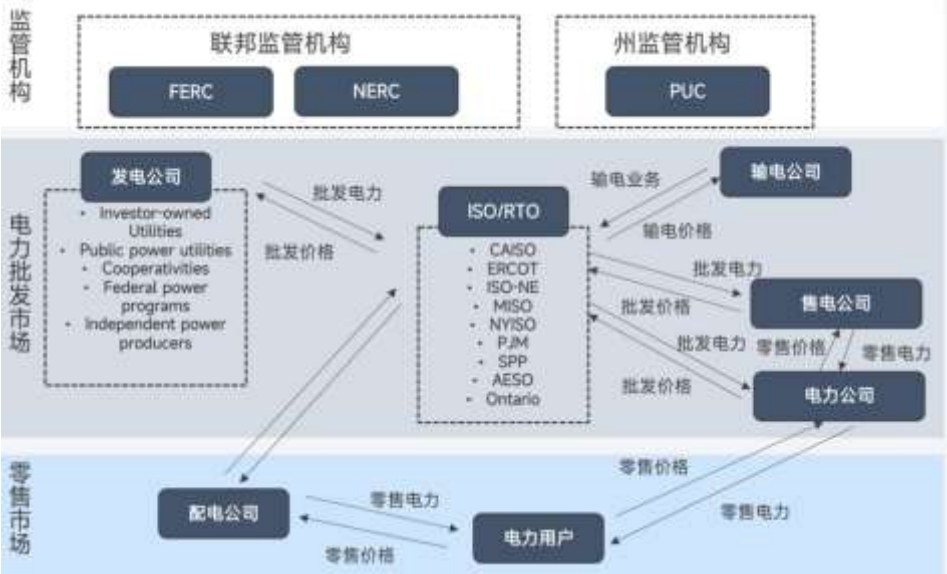 监管机构
联邦监管机构
州监管机构
FERC
NERC
PUC
电力批发市场
发电公司
• Investor-owned
Utilities
• Public power utilities
• Cooperativities
• Federal power
programs
• Independent power
producers
批发电力
批发价格
ISO/RTO
• CAISO
• ERCOT
• ISO-NE
• MISO
• NYISO
• PJM
• SPP
• AESO
• Ontario
输电业务
输电价格
输电公司
批发电力
批发价格
售电公司
批发电力
批发价格
零售价格
零售电力
电力公司
零售市场
配电公司
零售电力
零售价格
电力用户
零售价格
零售电力